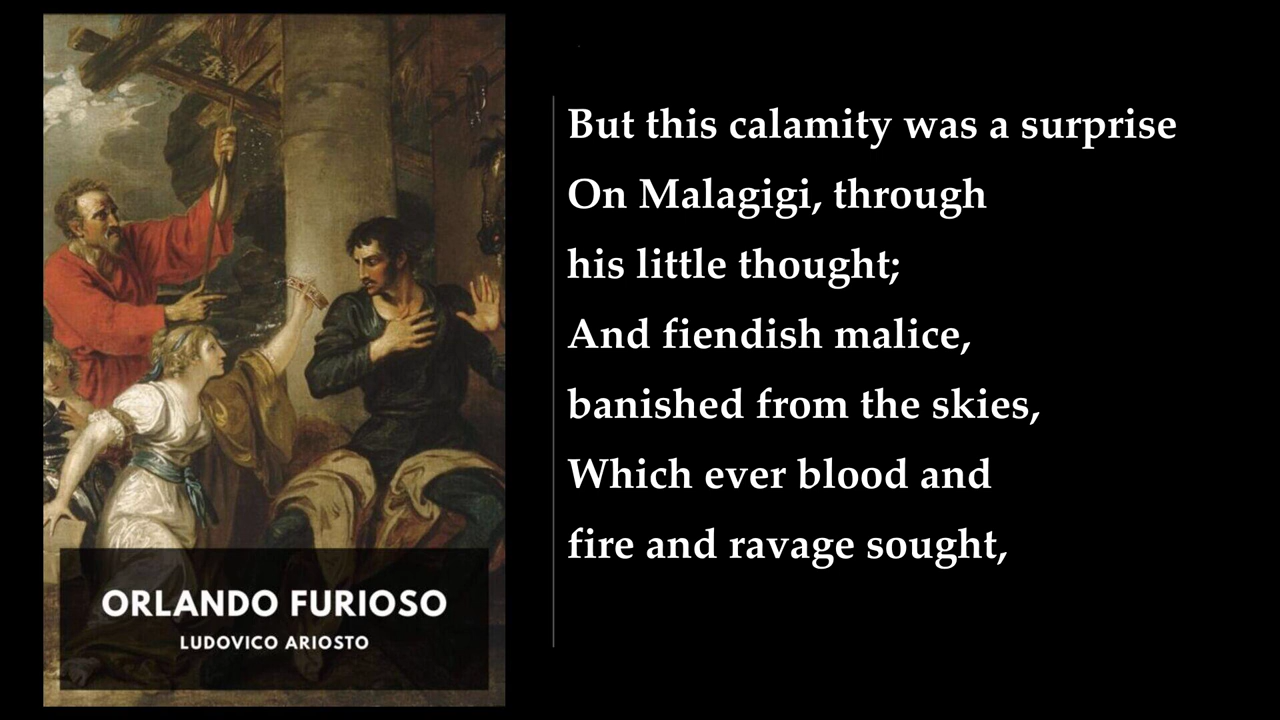 But this calamity was a surprise
On Malagigi, through
his little thought;
And fiendish malice,
banished from the skies,
Which ever blood and
fire and ravage sought,
ORLANDO FURIOSO
LUDOVICO ARIOSTO